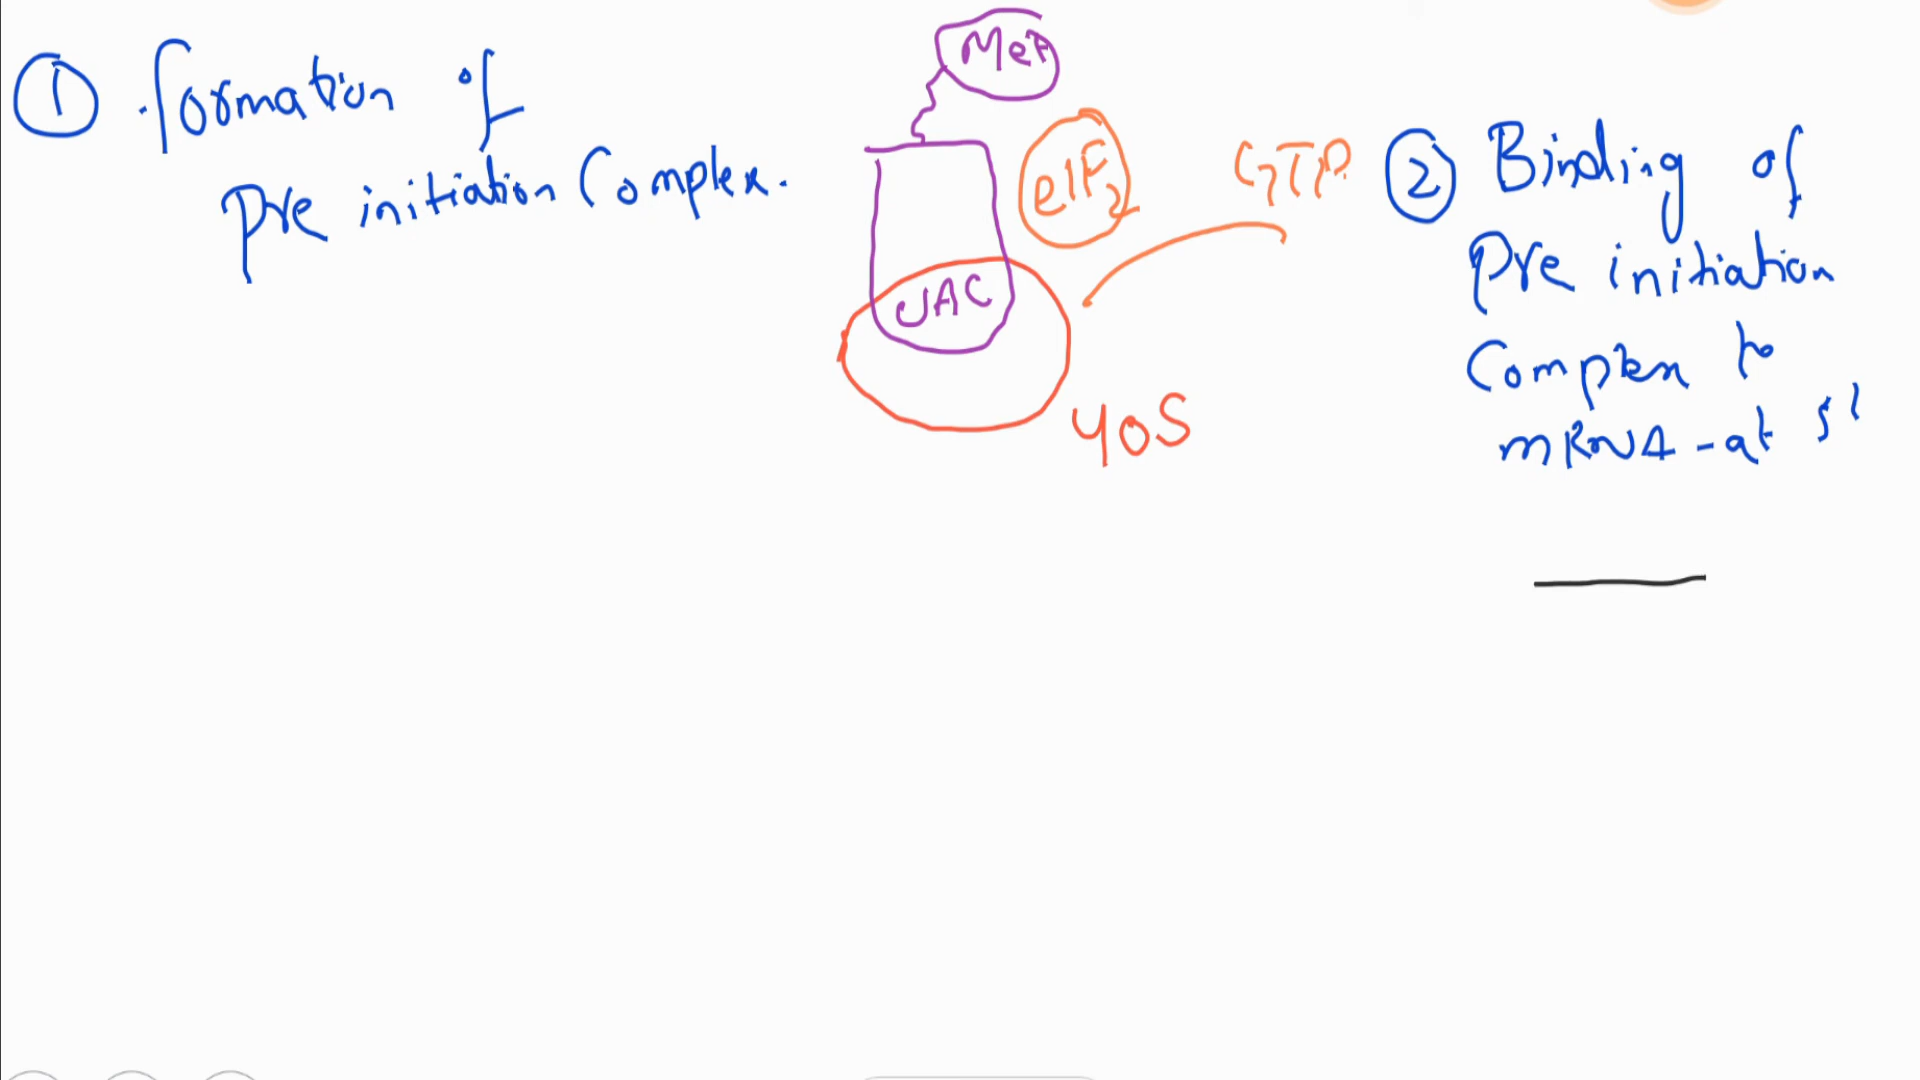 1 formation of
Pre initiation Complex.
Met
eIF2
GTP
UAC
40S
2 Binding of
Pre initiation
Complex to
mRNA - at 5'